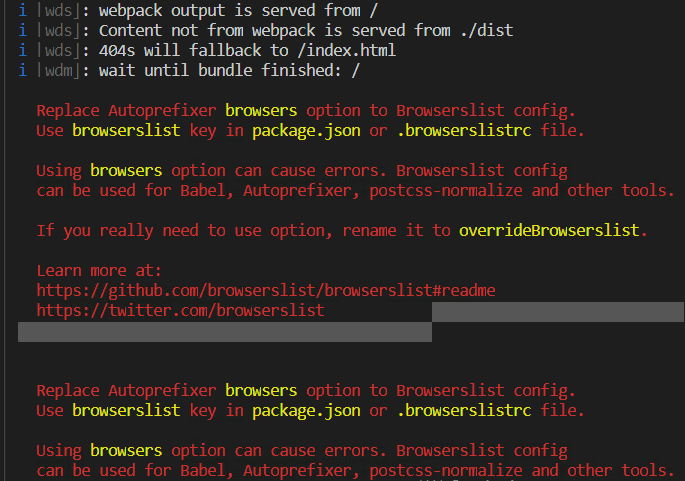 i ｢wds｣: webpack output is served from /
i ｢wds｣: Content not from webpack is served from ./dist
i ｢wds｣: 404s will fallback to /index.html
i ｢wdm｣: wait until bundle finished: /
Replace Autoprefixer browsers option to Browserslist config.
Use browserslist key in package.json or .browserslistrc file.
Using browsers option can cause errors. Browserslist config
can be used for Babel, Autoprefixer, postcss-normalize and other tools.
If you really need to use option, rename it to overrideBrowserslist.
Learn more at:
https://github.com/browserslist/browserslist#readme
https://twitter.com/browserslist
Replace Autoprefixer browsers option to Browserslist config.
Use browserslist key in package.json or .browserslistrc file.
Using browsers option can cause errors. Browserslist config
can be used for Babel, Autoprefixer, postcss-normalize and other tools.